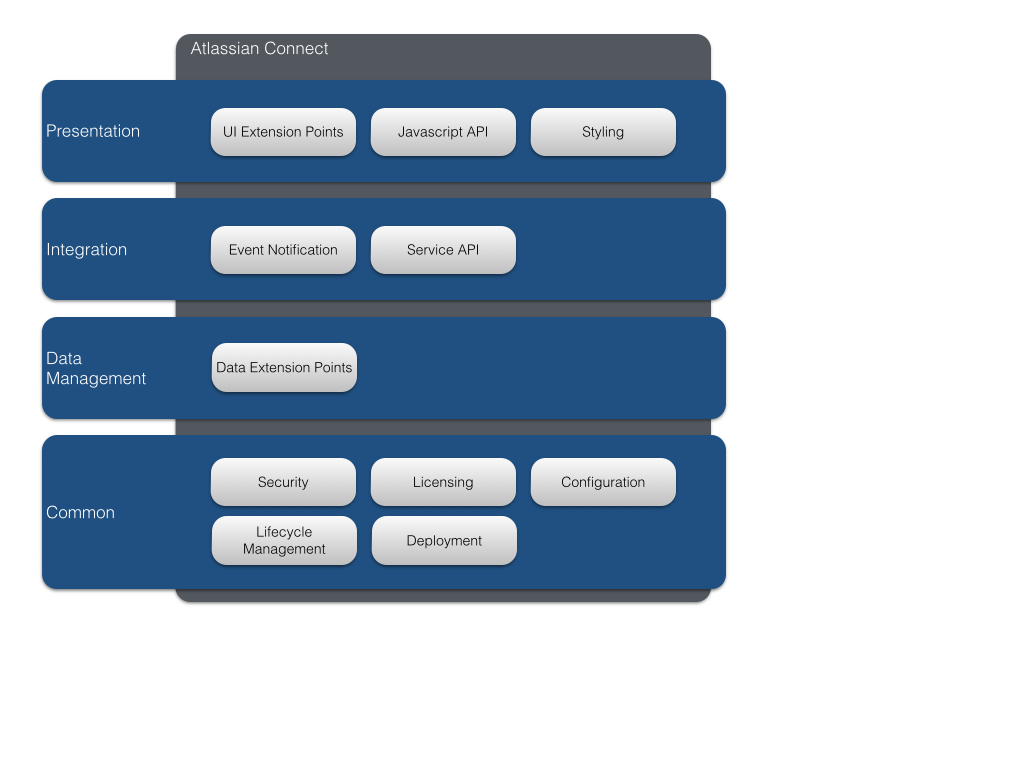 Atlassian Connect
Presentation
UI Extension Points
Javascript API
Styling
Integration
Event Notification
Service API
Data
Management
Data Extension Points
Common
Security
Licensing
Configuration
Lifecycle
Management
Deployment